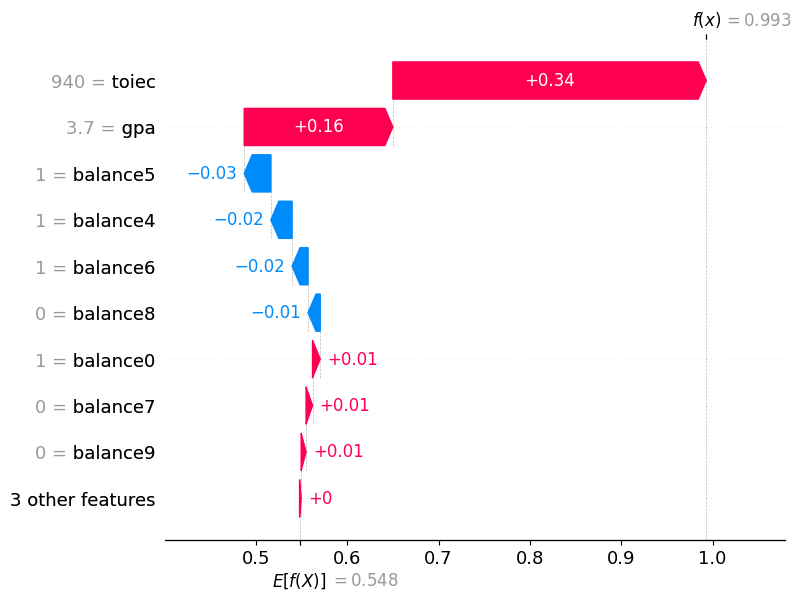 f(x) = 0.993
940 = toiec
+0.34
3.7 = gpa
+0.16
1 = balance5
−0.03
1 = balance4
−0.02
1 = balance6
−0.02
0 = balance8
−0.01
1 = balance0
+0.01
0 = balance7
+0.01
0 = balance9
+0.01
3 other features
+0
0.5 0.6 0.7 0.8 0.9 1.0
E[f(X)] = 0.548